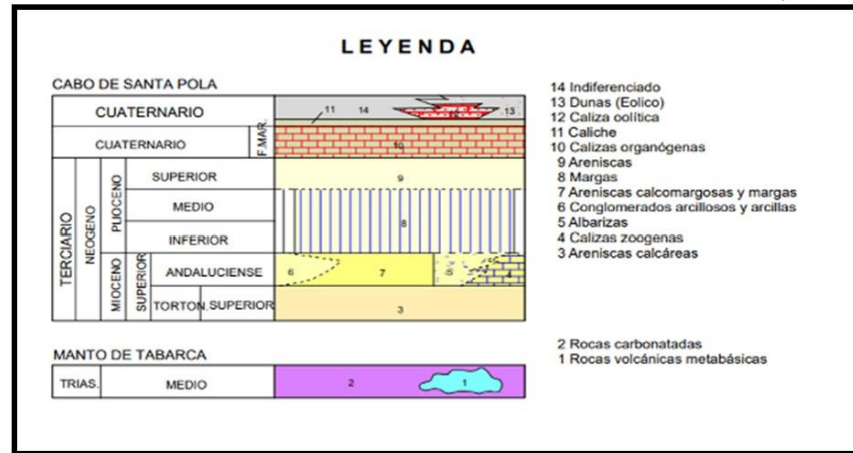 LEYENDA
CABO DE SANTA POLA
CUATERNARIO
11 14 13
CUATERNARIO
F.MAR.
10
TERCIARIO
NEOGENO
PLIOCENO
SUPERIOR
9
MEDIO
8
INFERIOR
MIOCENO
SUPERIOR
ANDALUCIENSE
6 7 5 4
TORTON. SUPERIOR
3
14 Indiferenciado
13 Dunas (Eolico)
12 Caliza oolítica
11 Caliche
10 Calizas organógenas
9 Areniscas
8 Margas
7 Areniscas calcomargosas y margas
6 Conglomerados arcillosos y arcillas
5 Albarizas
4 Calizas zoogenas
3 Areniscas calcáreas
MANTO DE TABARCA
TRIAS.
MEDIO
2 1
2 Rocas carbonatadas
1 Rocas volcánicas metabásicas